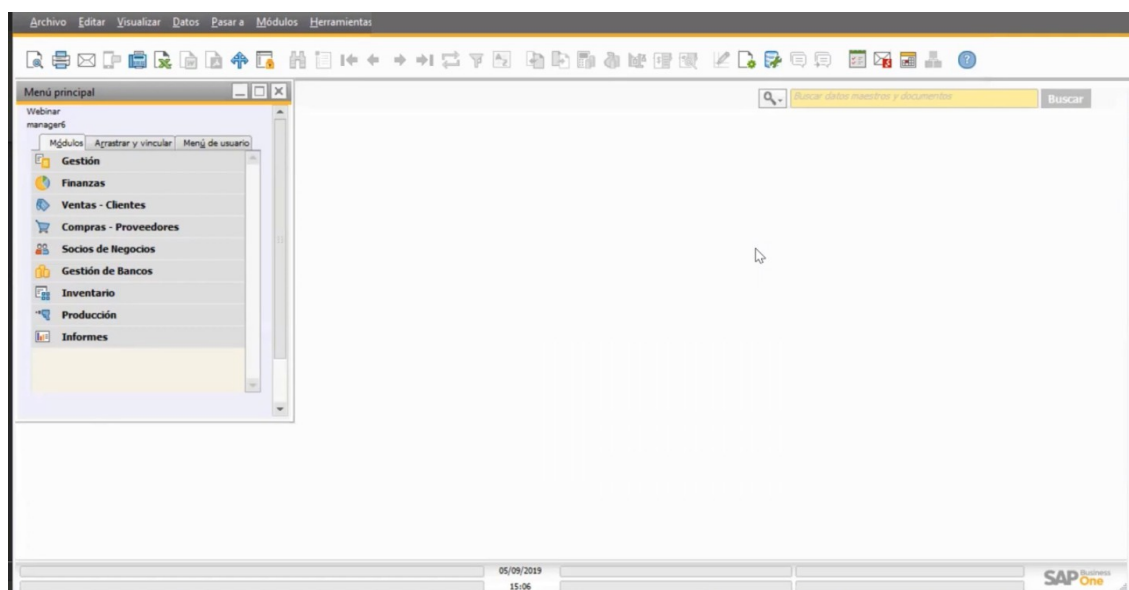 Archivo Editar Visualizar Datos Pasar a Módulos Herramientas
Menú principal
Buscar datos maestros y documentos
Buscar
Webinar
manager6
Módulos Arrastrar y vincular Menú de usuario
Gestión
Finanzas
Ventas - Clientes
Compras - Proveedores
Socios de Negocios
Gestión de Bancos
Inventario
Producción
Informes
05/09/2019
15:06
SAP Business One